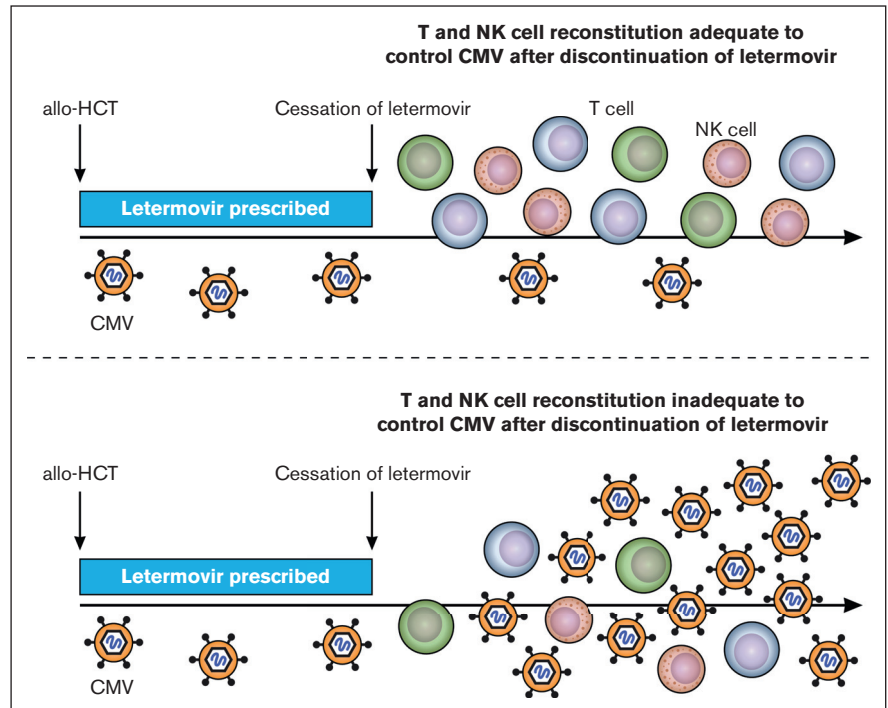 T and NK cell reconstitution adequate to
control CMV after discontinuation of letermovir
allo-HCT
Cessation of letermovir
T cell
NK cell
Letermovir prescribed
CMV
T and NK cell reconstitution inadequate to
control CMV after discontinuation of letermovir
allo-HCT
Cessation of letermovir
Letermovir prescribed
CMV